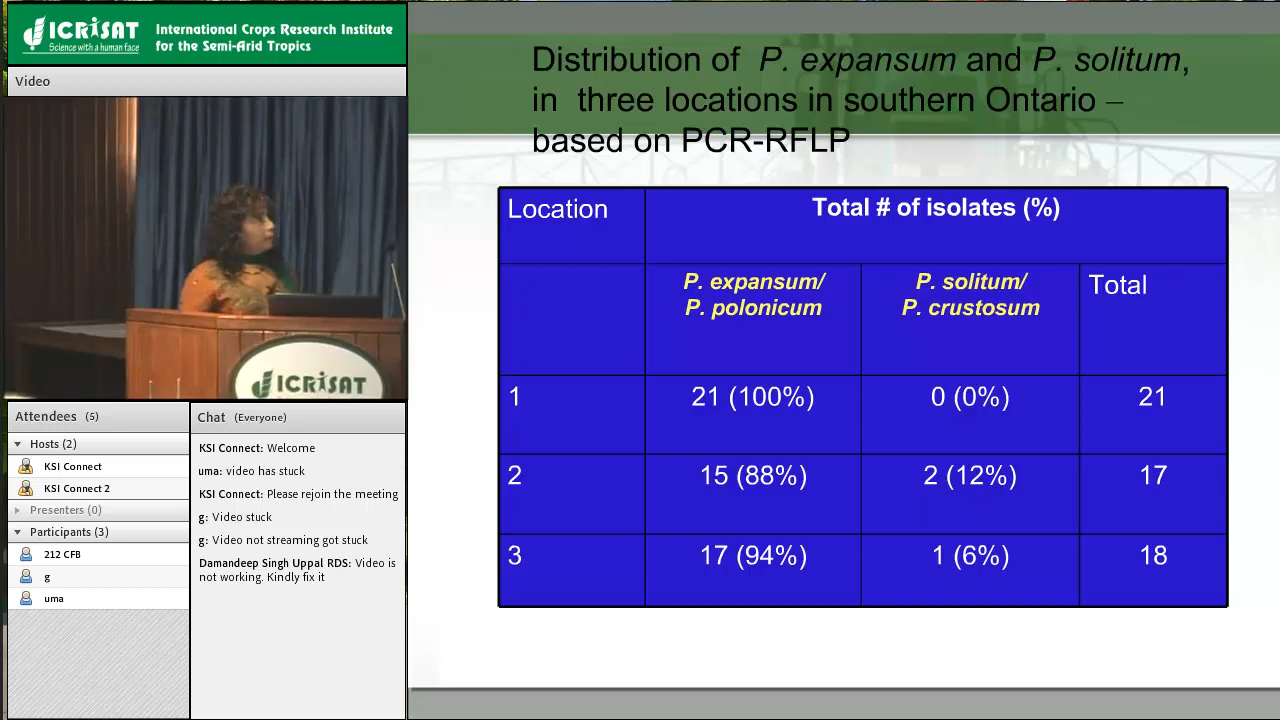 ICRISAT
Science with a human face
International Crops Research Institute
for the Semi-Arid Tropics
Video
ICRISAT
Attendees (5)
Hosts (2)
KSI Connect
KSI Connect 2
Presenters (0)
Participants (3)
212 CFB
g
uma
Chat (Everyone)
KSI Connect: Welcome
uma: video has stuck
KSI Connect: Please rejoin the meeting
g: Video stuck
g: Video not streaming got stuck
Damandeep Singh Uppal RDS: Video is
not working. Kindly fix it
Distribution of P. expansum and P. solitum,
in three locations in southern Ontario –
based on PCR-RFLP
Location Total # of isolates (%)
P. expansum/ P. solitum/ Total
P. polonicum P. crustosum
1 21 (100%) 0 (0%) 21
2 15 (88%) 2 (12%) 17
3 17 (94%) 1 (6%) 18